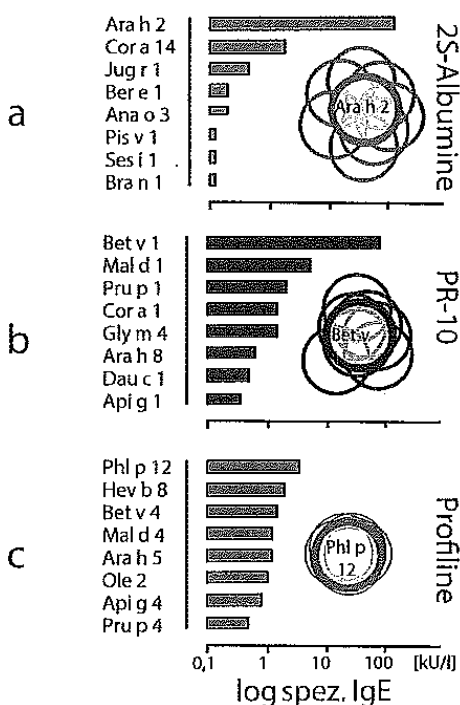 a
2S-Albumine
Ara h 2
Cor a 14
Jug r 1
Ber e 1
Ana o 3
Pis v 1
Ses i 1
Bra n 1
Ara h 2
b
PR-10
Bet v 1
Mal d 1
Pru p 1
Cor a 1
Gly m 4
Ara h 8
Dau c 1
Api g 1
Bet v
c
Profiline
Phl p 12
Hev b 8
Bet v 4
Mal d 4
Ara h 5
Ole 2
Api g 4
Pru p 4
Phl p
12
0,1 1 10 100 [kU/l]
log spez. IgE